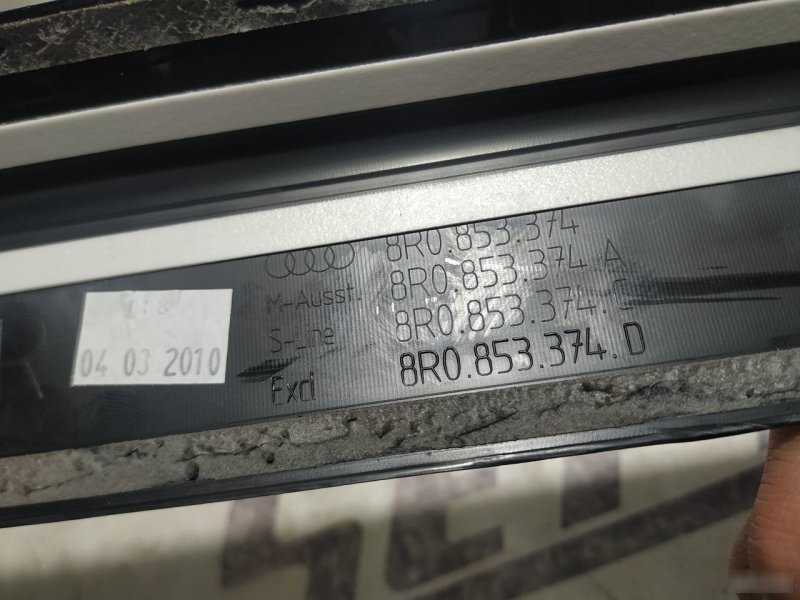 8R0.853.374
M-Ausst. 8R0.853.374 A
S-Line 8R0.853.374.C
Excl 8R0.853.374.D
04 03 2010
R